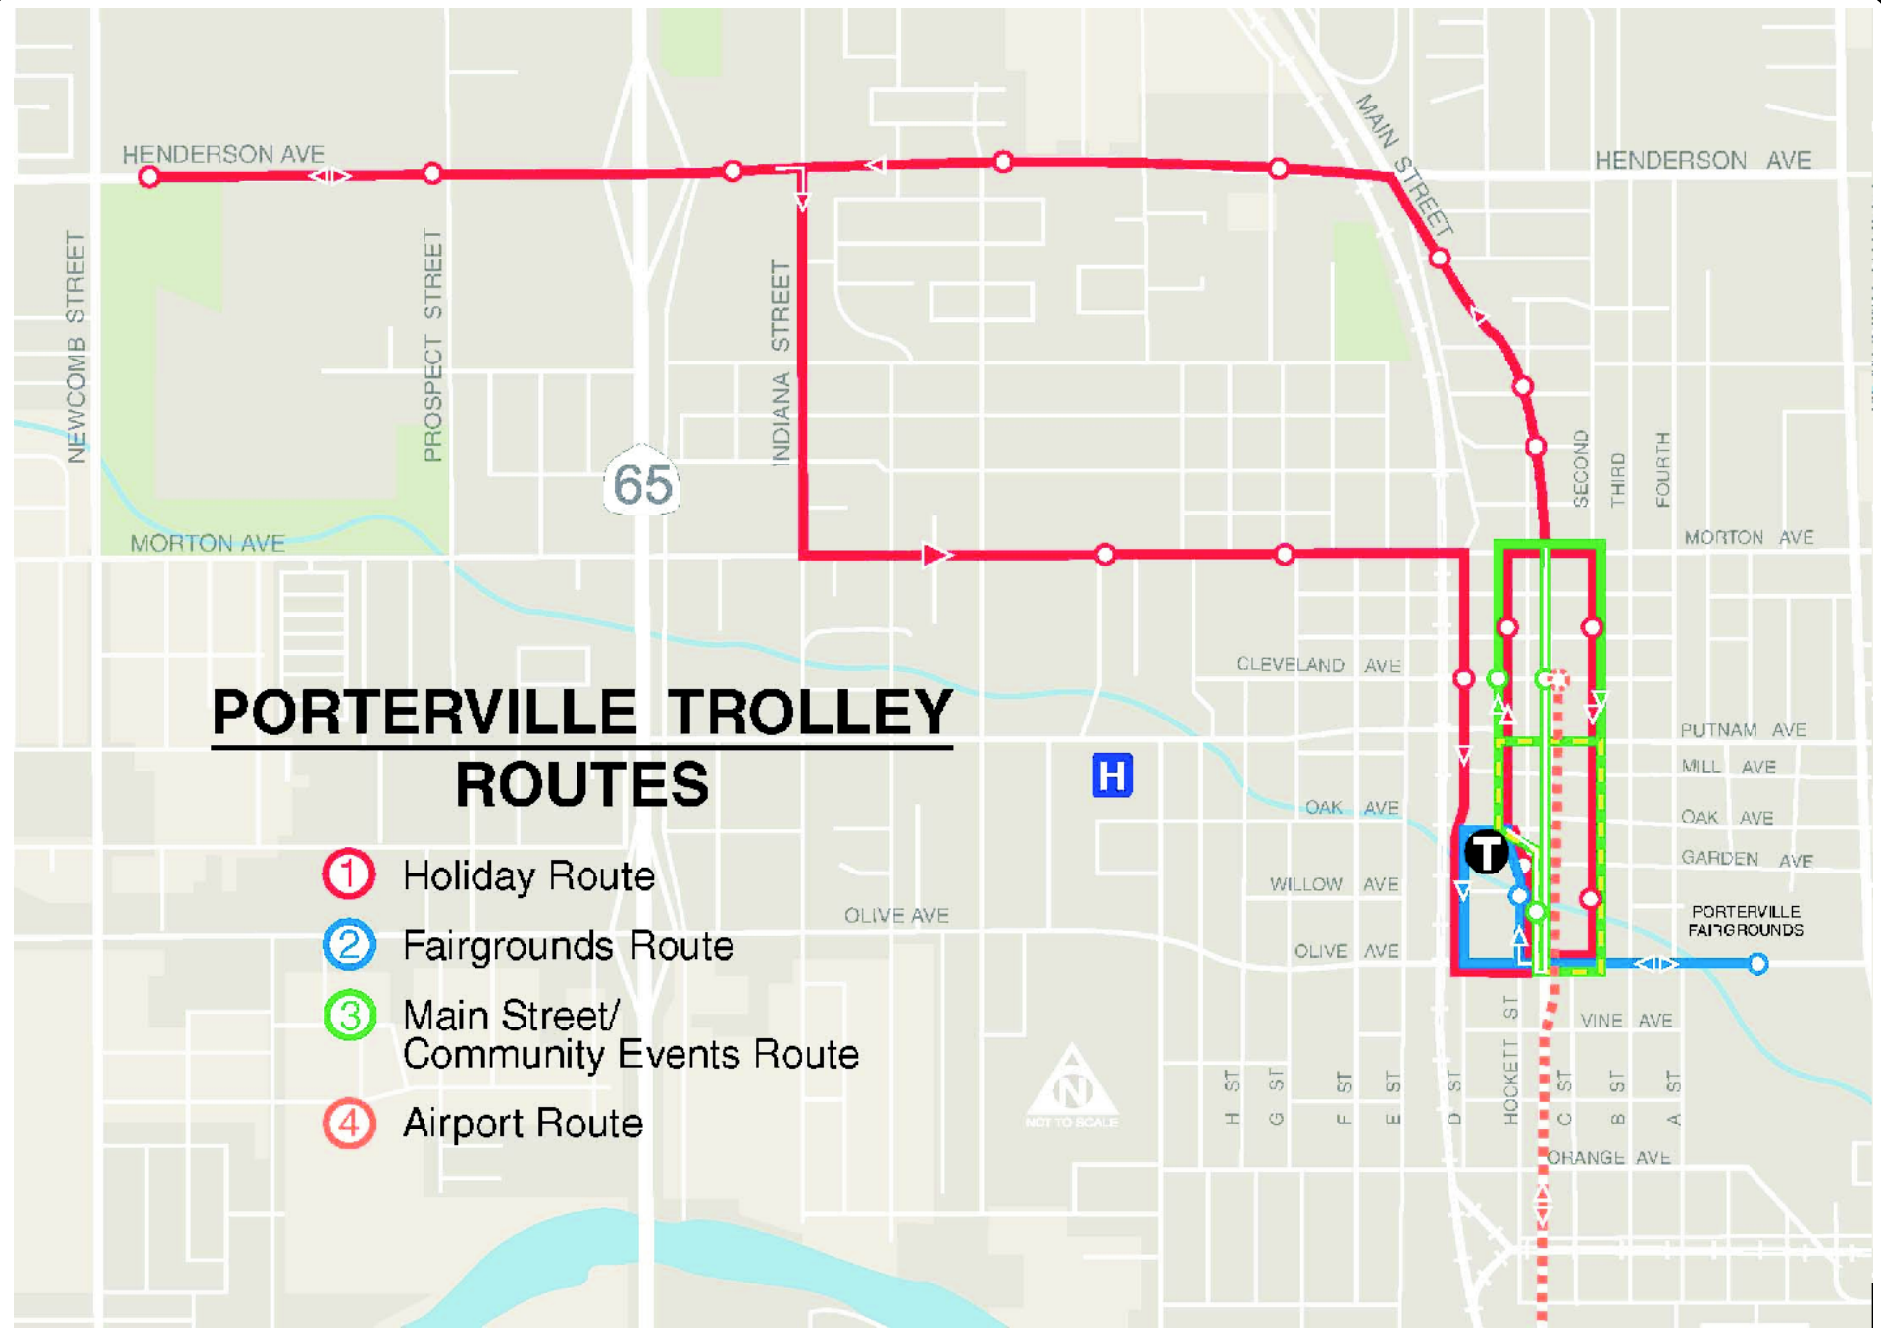 HENDERSON AVE
MAIN STREET
HENDERSON AVE
NEWCOMB STREET
PROSPECT STREET
INDIANA STREET
65
SECOND
THIRD
FOURTH
MORTON AVE
MORTON AVE
CLEVELAND AVE
PUTNAM AVE
MILL AVE
OAK AVE
OAK AVE
GARDEN AVE
WILLOW AVE
OLIVE AVE
OLIVE AVE
PORTERVILLE
FAIRGROUNDS
H
T
PORTERVILLE TROLLEY
ROUTES
1 Holiday Route
2 Fairgrounds Route
3 Main Street/
Community Events Route
4 Airport Route
N
NOT TO SCALE
VINE AVE
H ST
G ST
F ST
E ST
D ST
HOCKETT ST
C ST
B ST
A ST
ORANGE AVE